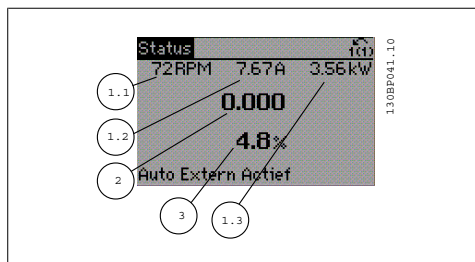 Status
1(1)
72RPM 7.67A 3.56kW
0.000
4.8%
Auto Extern Actief
1.1
1.2
2
3
1.3
130BP041.10